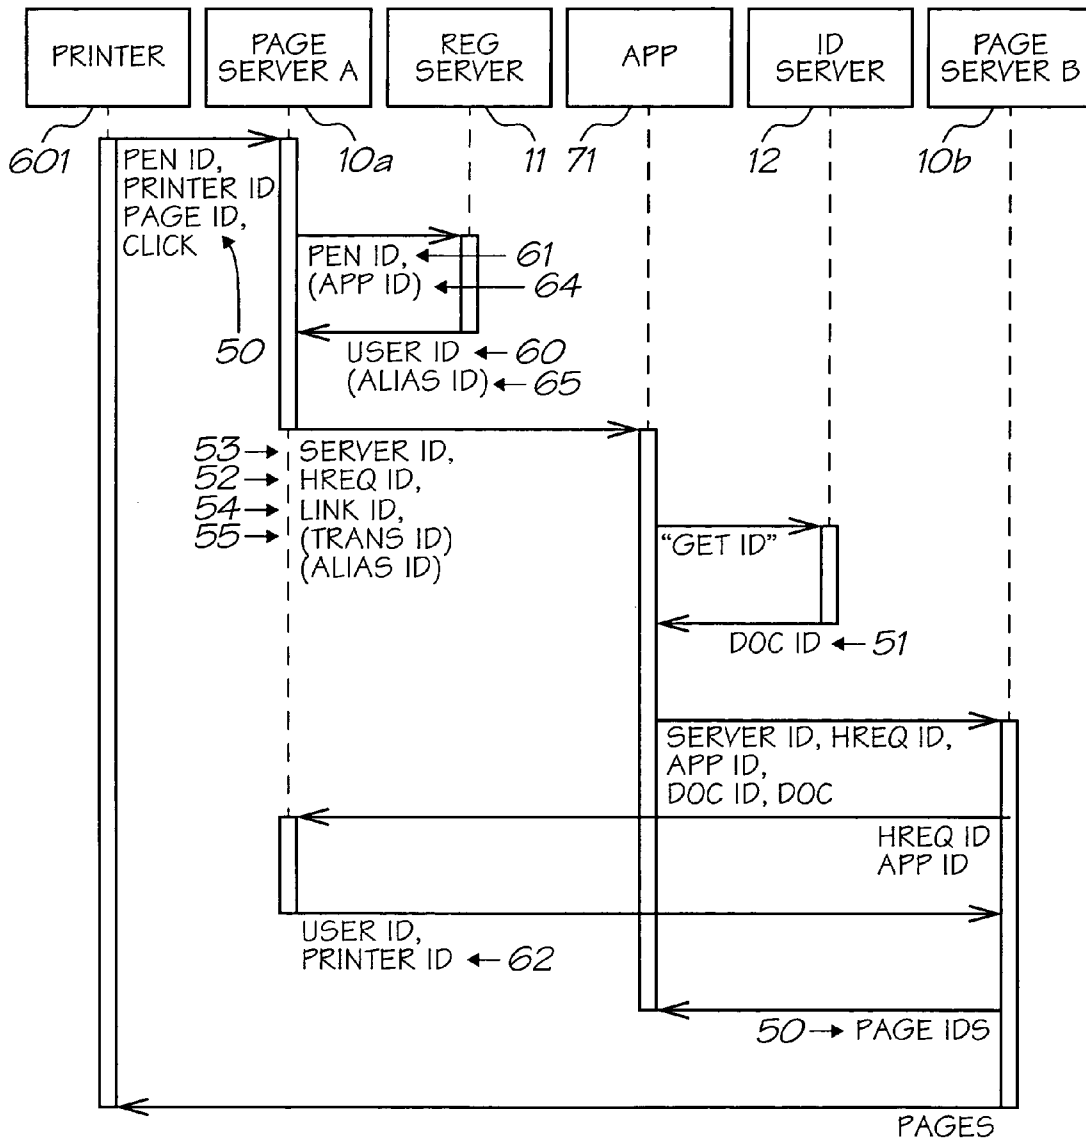 PRINTER
PAGE
SERVER A
REG
SERVER
APP
ID
SERVER
PAGE
SERVER B
601
10a
11
71
12
10b
PEN ID,
PRINTER ID
PAGE ID,
CLICK
50
PEN ID,
61
(APP ID)
64
USER ID
60
(ALIAS ID)
65
53
SERVER ID,
52
HREQ ID,
54
LINK ID,
55
(TRANS ID)
(ALIAS ID)
“GET ID”
DOC ID
51
SERVER ID, HREQ ID,
APP ID,
DOC ID, DOC
HREQ ID
APP ID
USER ID,
PRINTER ID
62
50
PAGE IDS
PAGES